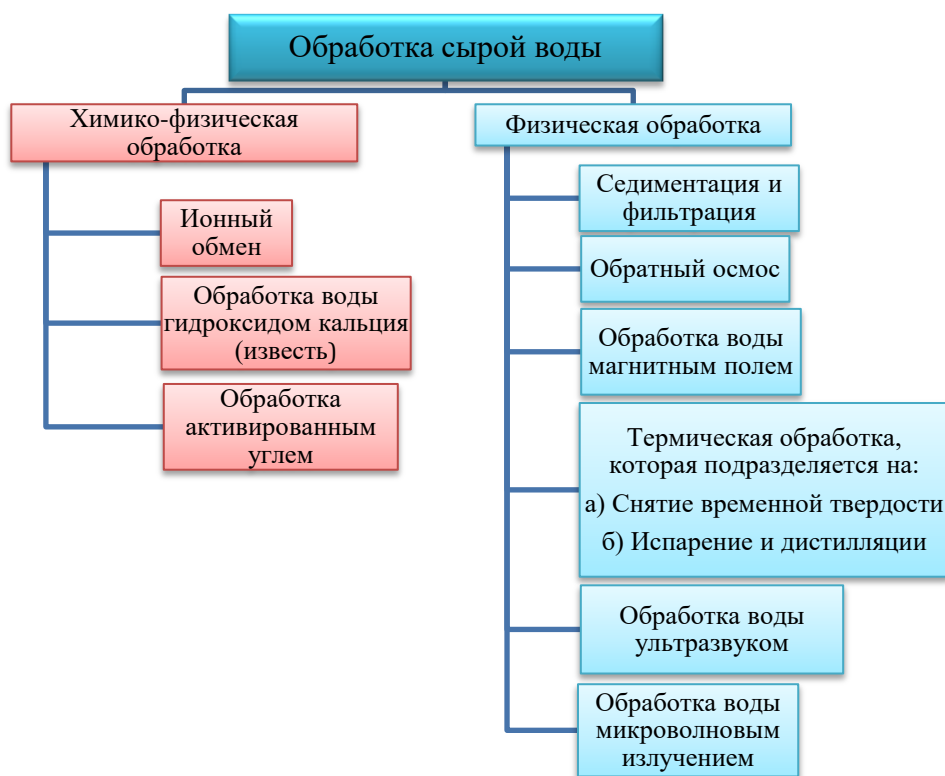 Обработка сырой воды
Химико-физическая
обработка
Ионный
обмен
Обработка воды
гидроксидом кальция
(известь)
Обработка
активированным
углем
Физическая обработка
Седиментация и
фильтрация
Обратный осмос
Обработка воды
магнитным полем
Термическая обработка,
которая подразделяется на:
а) Снятие временной твердости
б) Испарение и дистилляции
Обработка воды
ультразвуком
Обработка воды
микроволновым
излучением